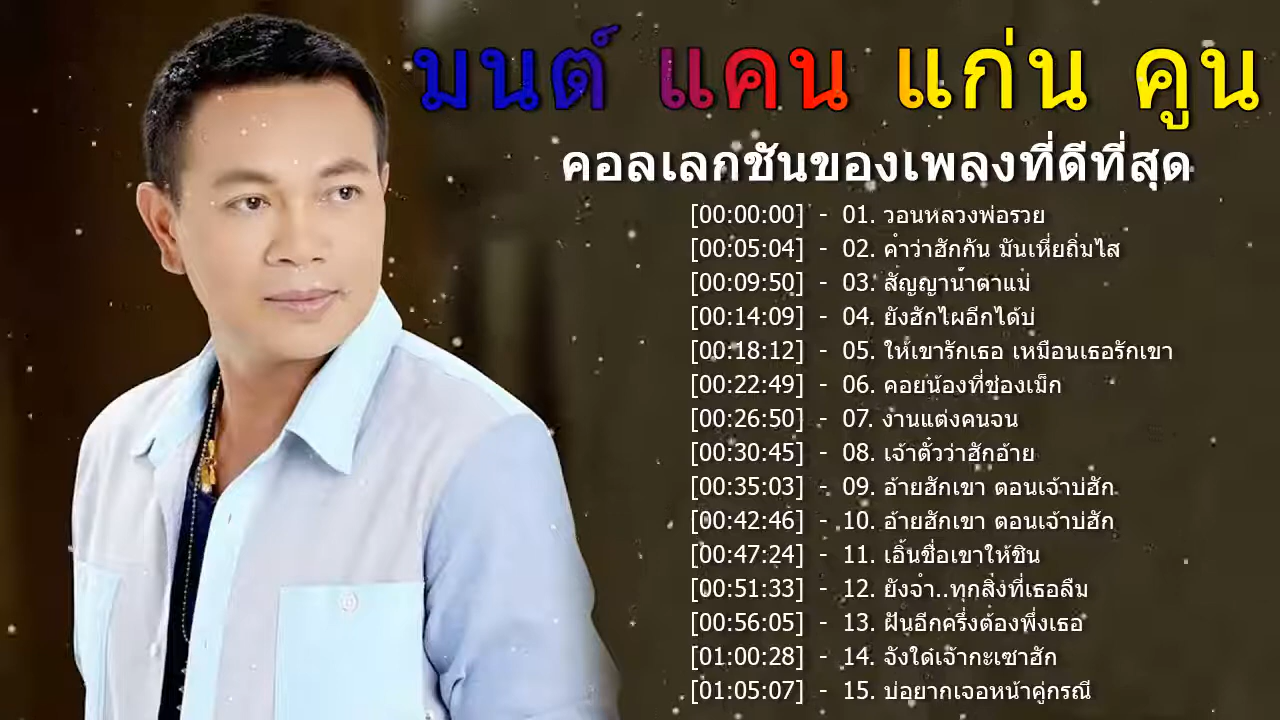 มนต์ แคน แก่น คูน
คอลเลกชันของเพลงที่ดีที่สุด
[00:00:00] - 01. วอนหลวงพ่อรวย
[00:05:04] - 02. คำว่าฮักกัน มันเหี่ยถิ่มไส
[00:09:50] - 03. สัญญาน้ำตาแม่
[00:14:09] - 04. ยังฮักไผอีกได้บ่
[00:18:12] - 05. ให้เขารักเธอ เหมือนเธอรักเขา
[00:22:49] - 06. คอยน้องที่ช่องเม็ก
[00:26:50] - 07. งานแต่งคนจน
[00:30:45] - 08. เจ้าตั๋วว่าฮักอ้าย
[00:35:03] - 09. อ้ายฮักเขา ตอนเจ้าบ่ฮัก
[00:42:46] - 10. อ้ายฮักเขา ตอนเจ้าบ่ฮัก
[00:47:24] - 11. เอิ้นชื่อเขาให้ชิน
[00:51:33] - 12. ยังจำ..ทุกสิ่งที่เธอลืม
[00:56:05] - 13. ฝันอีกครึ่งต้องพึ่งเธอ
[01:00:28] - 14. จังใด๋เจ้ากะเซาฮัก
[01:05:07] - 15. บ่อยากเจอหน้าคู่กรณี